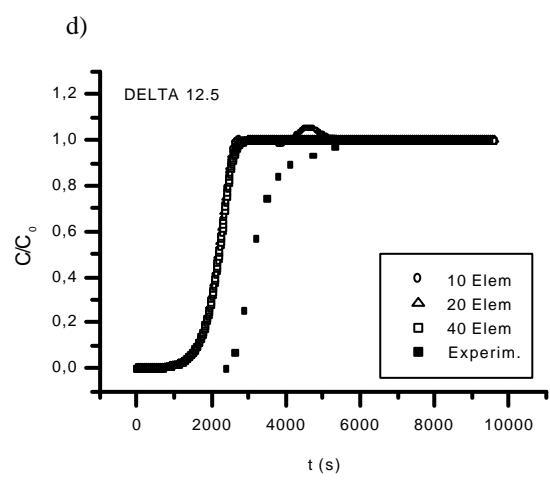 d)
DELTA 12.5
1,2
1,0
0,8
0,6
0,4
0,2
0,0
C/C0
10 Elem
20 Elem
40 Elem
Experim.
0 2000 4000 6000 8000 10000
t (s)